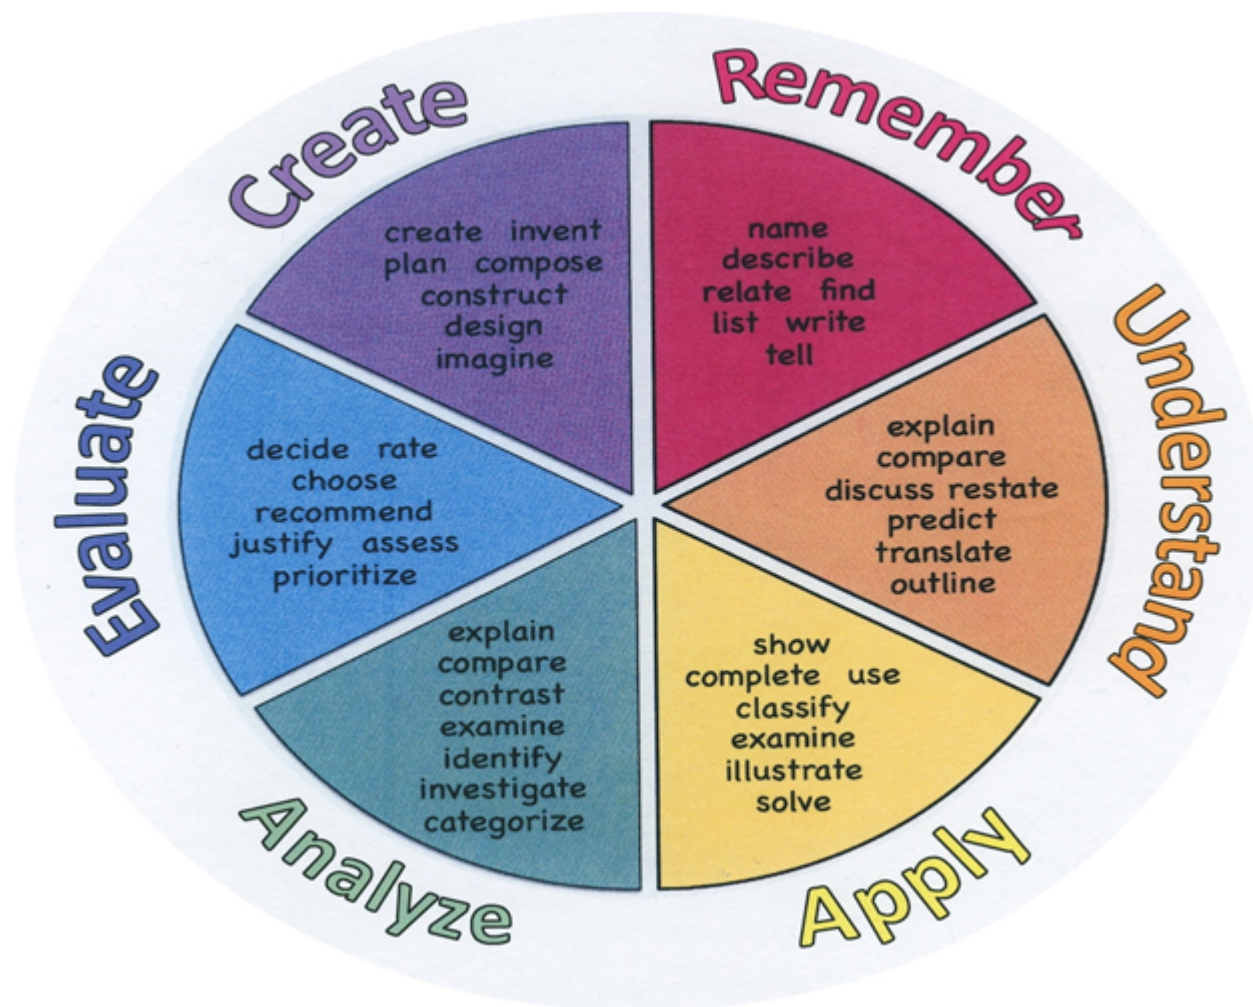 Remember
name
describe
relate find
list write
tell
Understand
explain
compare
discuss restate
predict
translate
outline
Apply
show
complete use
classify
examine
illustrate
solve
Analyze
explain
compare
contrast
examine
identify
investigate
categorize
Evaluate
decide rate
choose
recommend
justify assess
prioritize
Create
create invent
plan compose
construct
design
imagine